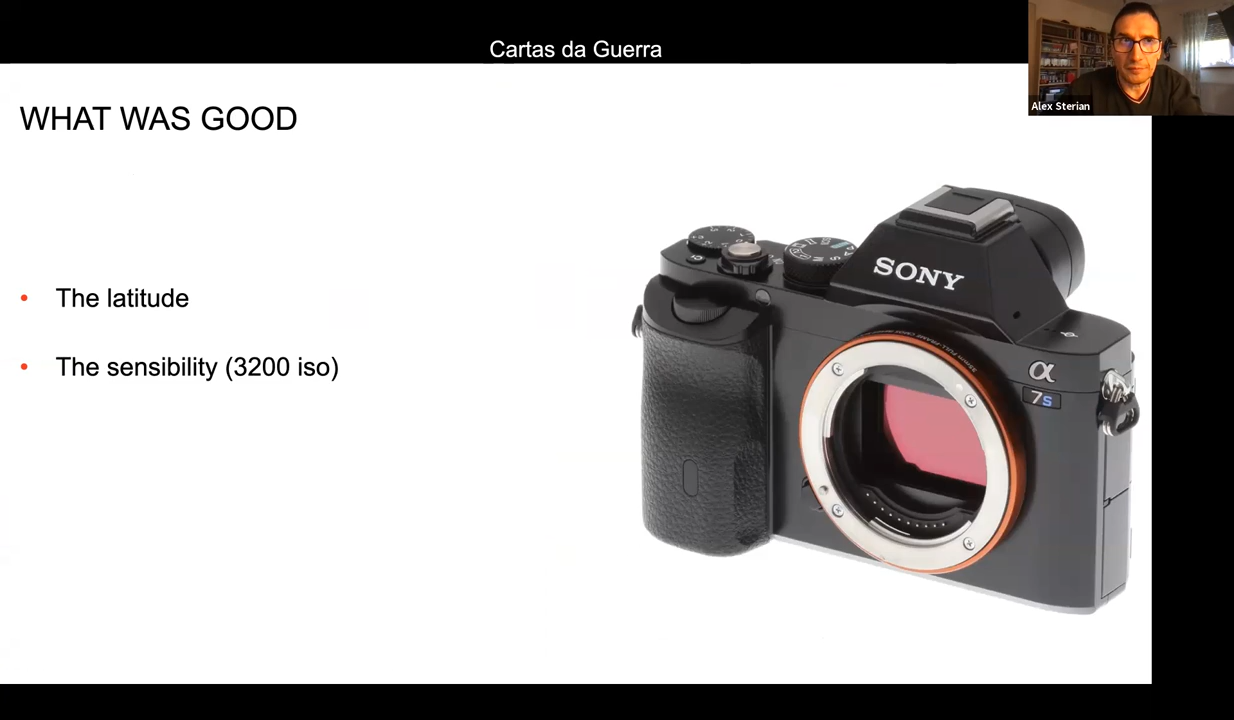 Cartas da Guerra
Alex Sterian
WHAT WAS GOOD
• The latitude
• The sensibility (3200 iso)
SONY
α
7s